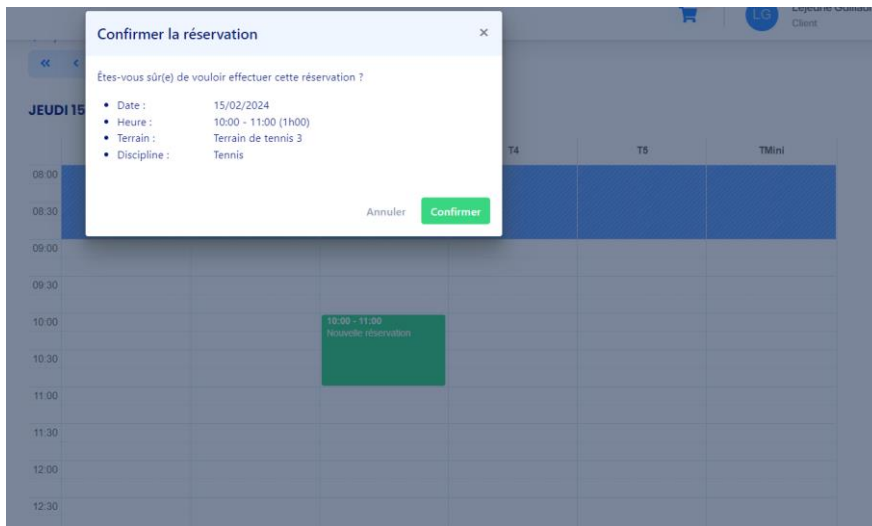 LG
Lejeune
Client
Confirmer la réservation
×
« ‹
Êtes-vous sûr(e) de vouloir effectuer cette réservation ?
JEUDI 15
• Date : 15/02/2024
• Heure : 10:00 - 11:00 (1h00)
• Terrain : Terrain de tennis 3
• Discipline : Tennis
T4 T5 TMini
08:00
08:30
Annuler Confirmer
09:00
09:30
10:00
10:00 - 11:00
Nouvelle réservation
10:30
11:00
11:30
12:00
12:30